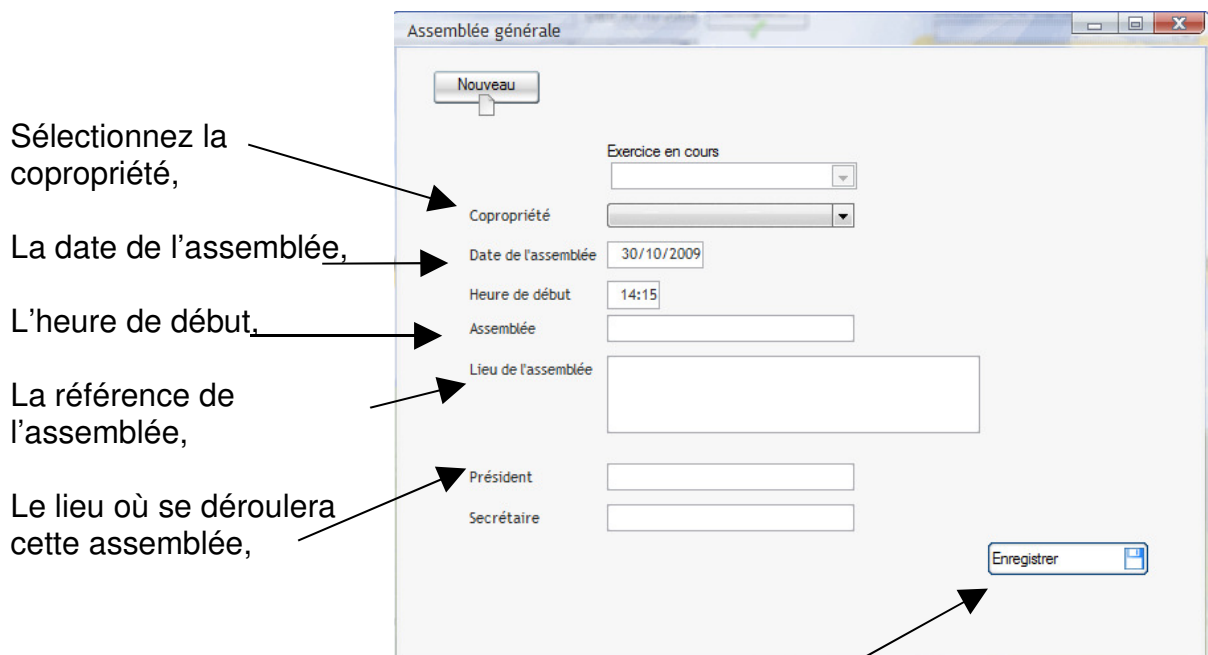 Assemblée générale
Nouveau
Sélectionnez la
copropriété,
La date de l’assemblée,
L’heure de début,
La référence de
l’assemblée,
Le lieu où se déroulera
cette assemblée,
Exercice en cours
Copropriété
Date de l'assemblée 30/10/2009
Heure de début 14:15
Assemblée
Lieu de l'assemblée
Président
Secrétaire
Enregistrer